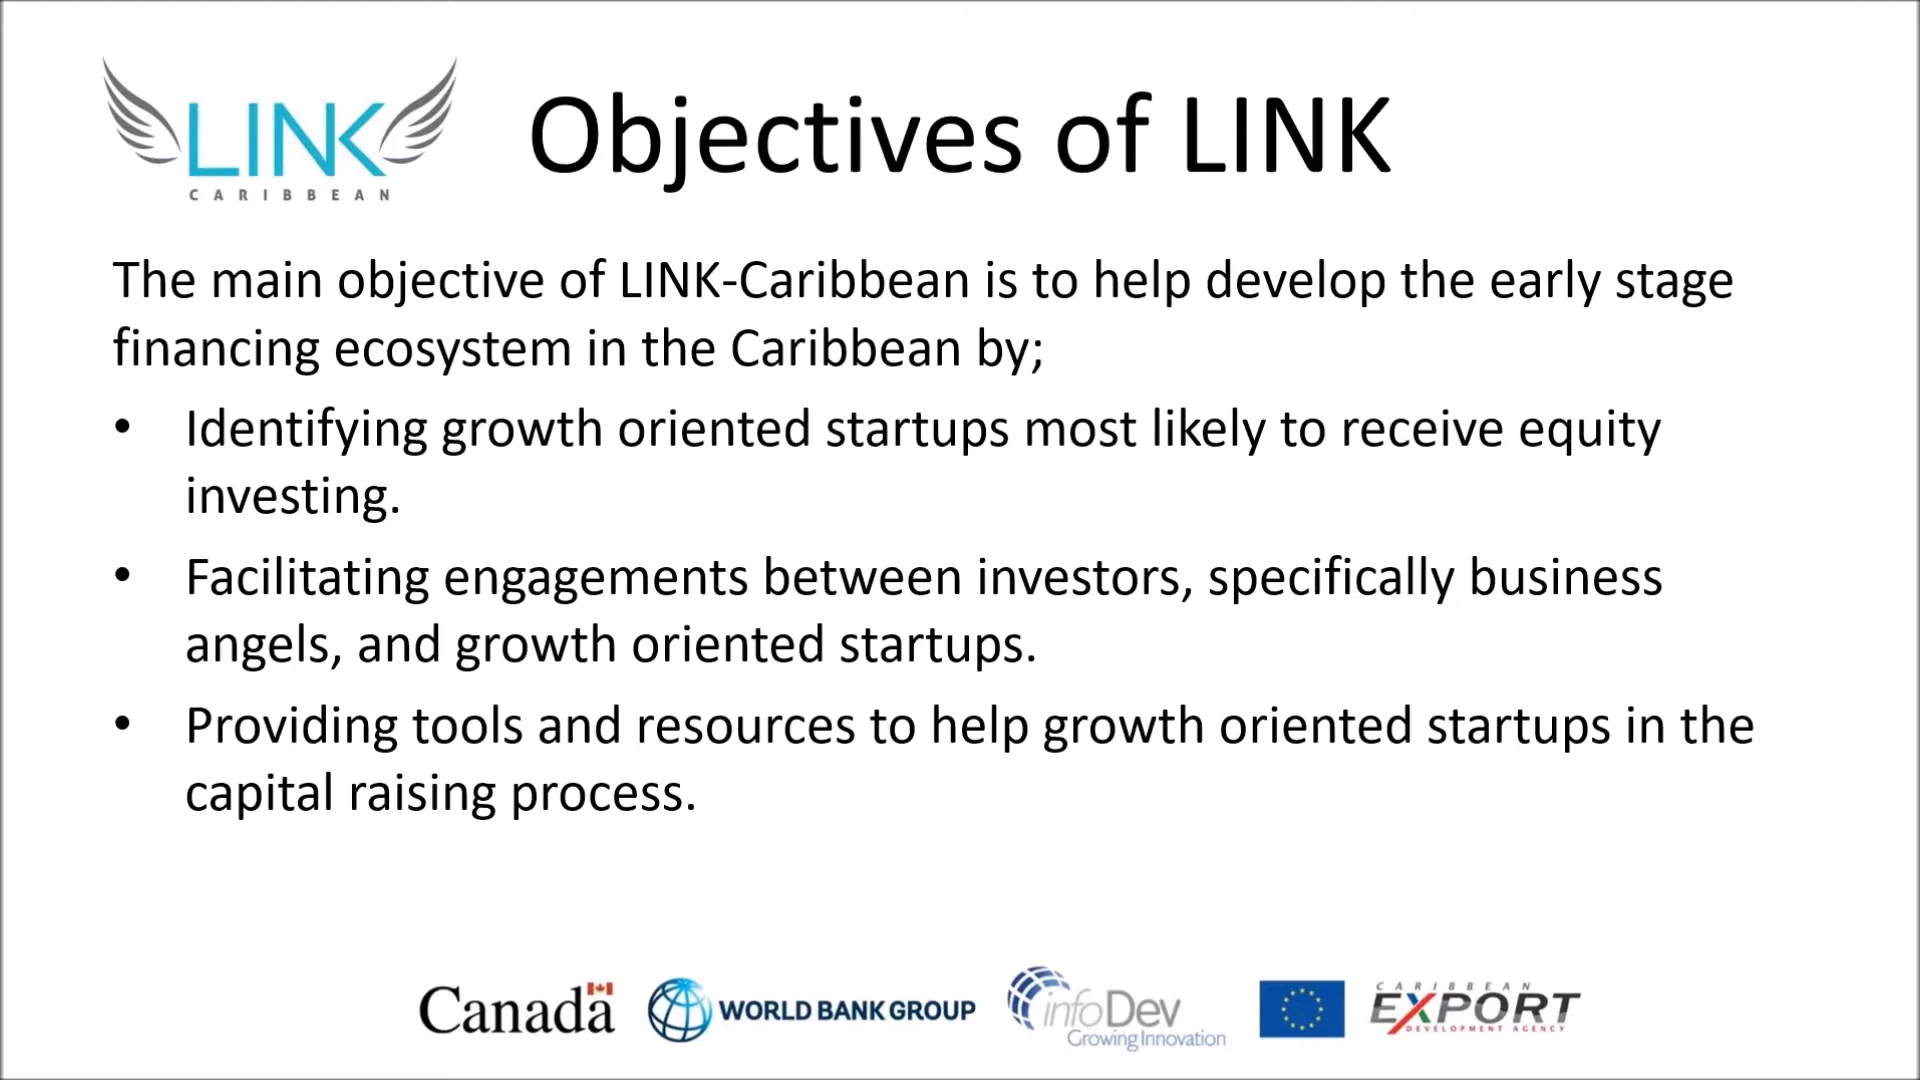 LINK
CARIBBEAN
Objectives of LINK
The main objective of LINK-Caribbean is to help develop the early stage
financing ecosystem in the Caribbean by;
• Identifying growth oriented startups most likely to receive equity
investing.
• Facilitating engagements between investors, specifically business
angels, and growth oriented startups.
• Providing tools and resources to help growth oriented startups in the
capital raising process.
Canada
WORLD BANK GROUP
infoDev
Growing Innovation
CARIBBEAN
EXPORT
DEVELOPMENT AGENCY